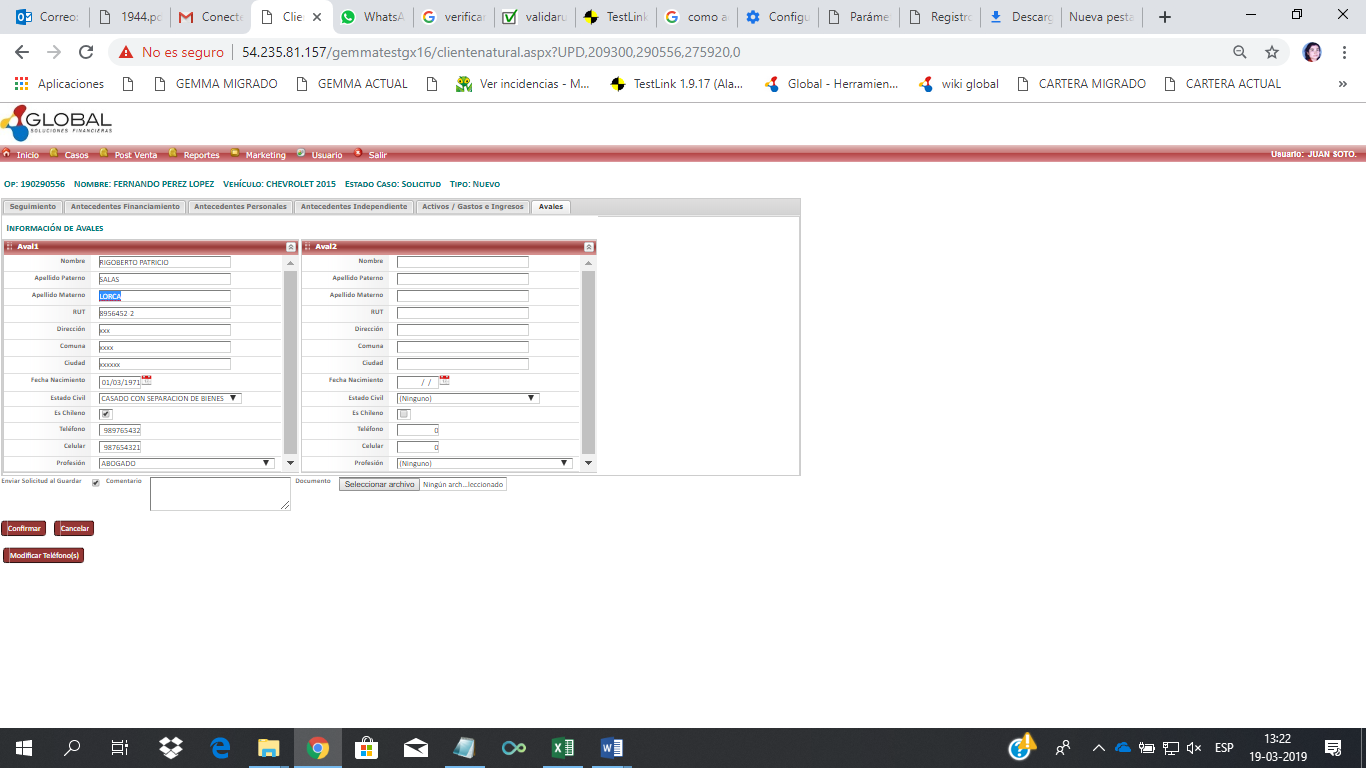 Correo: 1944.pd Conecte Clien WhatsA verificar validaru TestLink como a Configu Paráme Registro Descarg Nueva pesta
No es seguro 54.235.81.157/gemmatestgx16/clientenatural.aspx?UPD,209300,290556,275920,0
Aplicaciones GEMMA MIGRADO GEMMA ACTUAL Ver incidencias - M... TestLink 1.9.17 (Ala... Global - Herramien... wiki global CARTERA MIGRADO CARTERA ACTUAL »
GLOBAL
SOLUCIONES FINANCIERAS
Inicio Casos Post Venta Reportes Marketing Usuario Salir Usuario: JUAN SOTO.
Op: 190290556 Nombre: FERNANDO PEREZ LOPEZ Vehículo: CHEVROLET 2015 Estado Caso: Solicitud Tipo: Nuevo
Seguimiento Antecedentes Financiamiento Antecedentes Personales Antecedentes Independiente Activos / Gastos e Ingresos Avales
Información de Avales
Aval1 Aval2
Nombre RIGOBERTO PATRICIO Nombre
Apellido Paterno SALAS Apellido Paterno
Apellido Materno LORCA Apellido Materno
RUT 8956452-2 RUT
Dirección xxx Dirección
Comuna xxxx Comuna
Ciudad xxxxxx Ciudad
Fecha Nacimiento 01/03/1971 Fecha Nacimiento / /
Estado Civil CASADO CON SEPARACION DE BIENES Estado Civil (Ninguno)
Es Chileno Es Chileno
Teléfono 989765432 Teléfono 0
Celular 987654321 Celular 0
Profesión ABOGADO Profesión (Ninguno)
Enviar Solicitud al Guardar Comentario Documento Seleccionar archivo Ningún arch...leccionado
Confirmar Cancelar
Modificar Teléfono(s)
ESP 13:22
19-03-2019